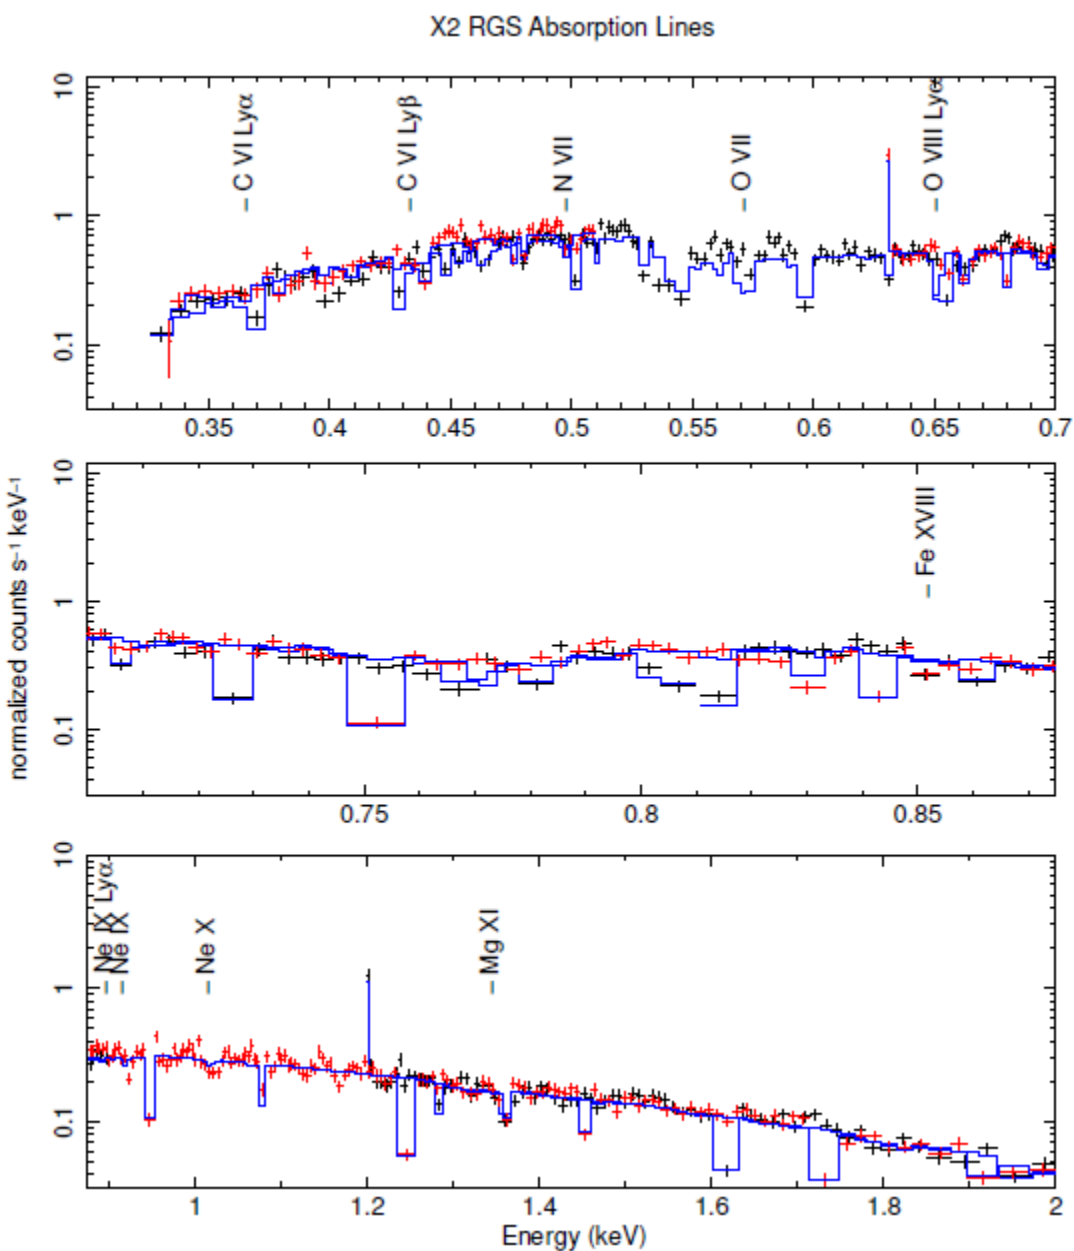 X2 RGS Absorption Lines
normalized counts s⁻¹ keV⁻¹
10
1
0.1
– C VI Lyα
– C VI Lyβ
– N VII
– O VII
– O VIII Lyα
0.35 0.4 0.45 0.5 0.55 0.6 0.65 0.7
10
1
0.1
– Fe XVIII
0.75 0.8 0.85
10
1
0.1
– Ne IX Lyα
– Ne IX
– Ne X
– Mg XI
1 1.2 1.4 1.6 1.8 2
Energy (keV)